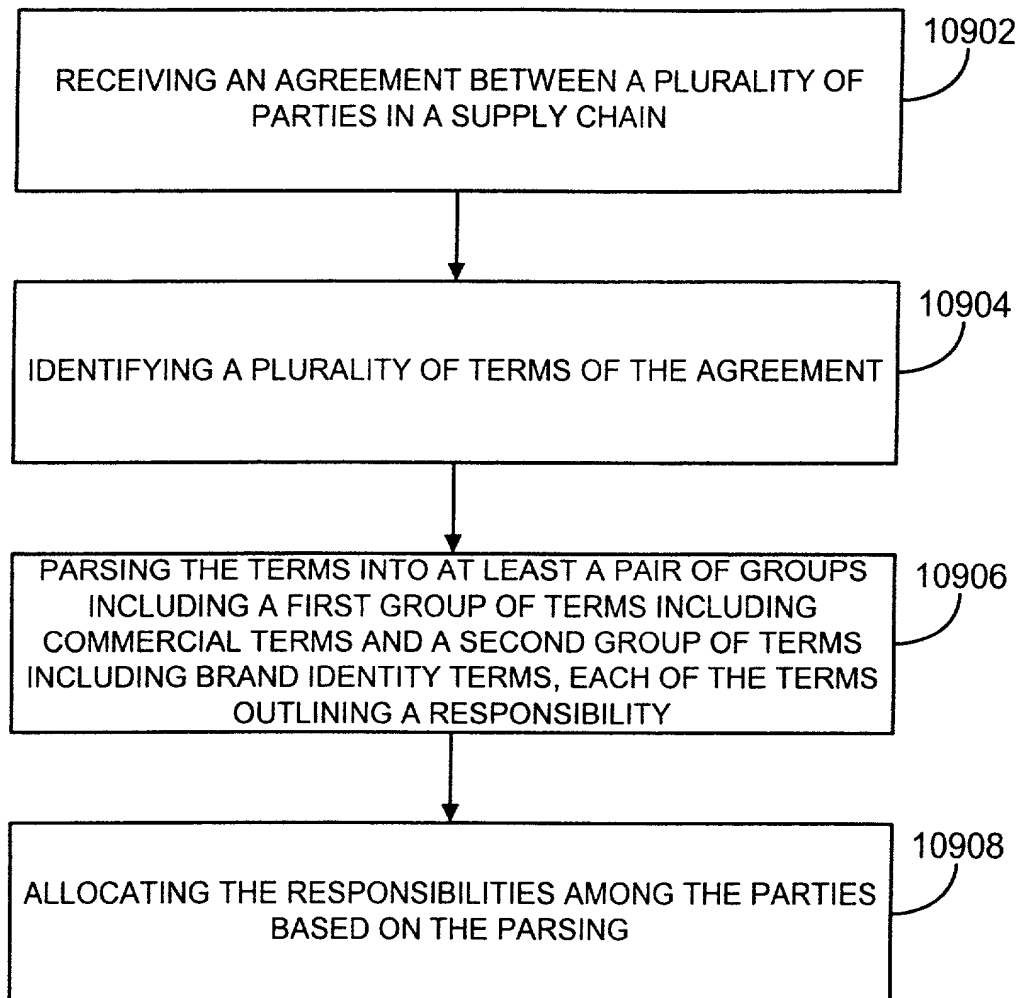 10902
RECEIVING AN AGREEMENT BETWEEN A PLURALITY OF
PARTIES IN A SUPPLY CHAIN
10904
IDENTIFYING A PLURALITY OF TERMS OF THE AGREEMENT
10906
PARSING THE TERMS INTO AT LEAST A PAIR OF GROUPS
INCLUDING A FIRST GROUP OF TERMS INCLUDING
COMMERCIAL TERMS AND A SECOND GROUP OF TERMS
INCLUDING BRAND IDENTITY TERMS, EACH OF THE TERMS
OUTLINING A RESPONSIBILITY
10908
ALLOCATING THE RESPONSIBILITIES AMONG THE PARTIES
BASED ON THE PARSING